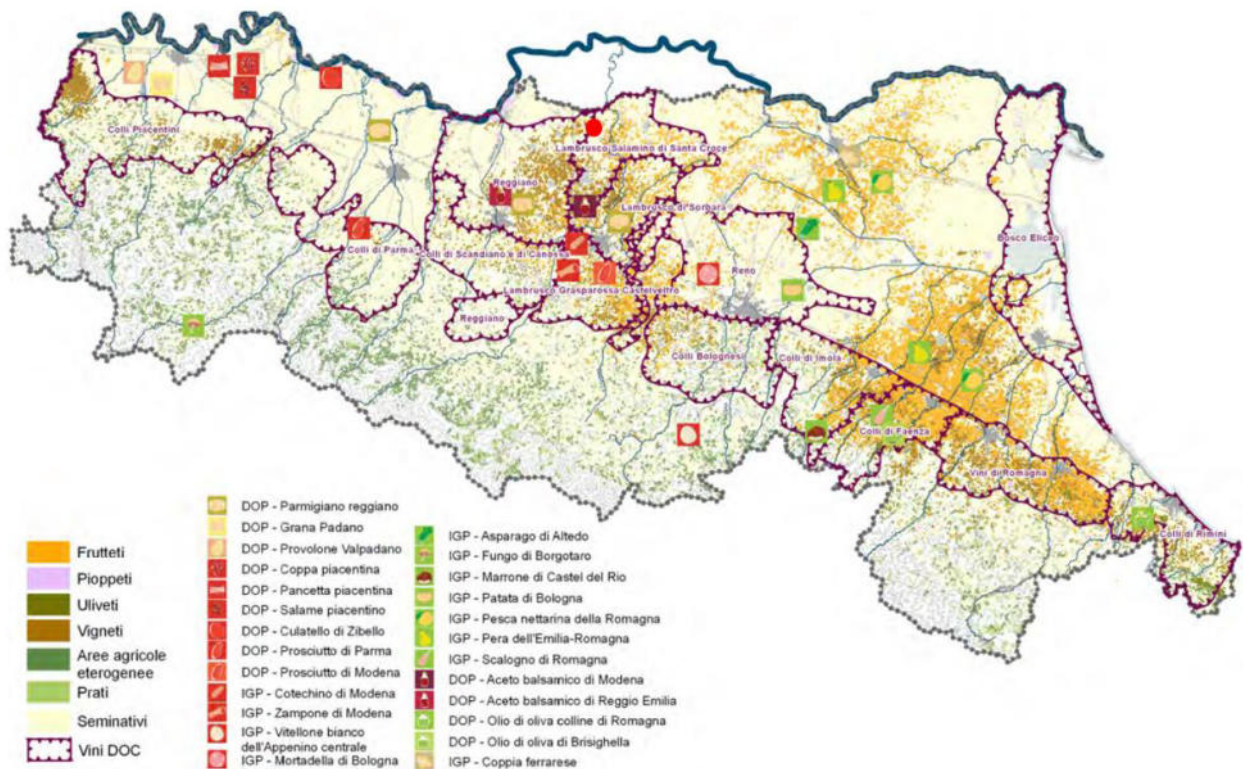 Colli Piacentini
Lambrusco Salamino di Santa Croce
Reggiano
Lambrusco di Sorbara
Colli di Parma
Colli di Scandiano e di Canossa
Bosco Eliceo
Reno
Lambrusco Grasparossa Castelvetro
Reggiano
Colli Bolognesi
Colli di Imola
Colli di Faenza
Vini di Romagna
Colli di Rimini
Frutteti
Pioppeti
Uliveti
Vigneti
Aree agricole
eterogenee
Prati
Seminativi
Vini DOC
DOP - Parmigiano reggiano
DOP - Grana Padano
DOP - Provolone Valpadano
DOP - Coppa piacentina
DOP - Pancetta piacentina
DOP - Salame piacentino
DOP - Culatello di Zibello
DOP - Prosciutto di Parma
DOP - Prosciutto di Modena
IGP - Cotechino di Modena
IGP - Zampone di Modena
IGP - Vitellone bianco
dell'Appenino centrale
IGP - Mortadella di Bologna
IGP - Asparago di Altedo
IGP - Fungo di Borgotaro
IGP - Marrone di Castel del Rio
IGP - Patata di Bologna
IGP - Pesca nettarina della Romagna
IGP - Pera dell'Emilia-Romagna
IGP - Scalogno di Romagna
DOP - Aceto balsamico di Modena
DOP - Aceto balsamico di Reggio Emilia
DOP - Olio di oliva colline di Romagna
DOP - Olio di oliva di Brisighella
IGP - Coppia ferrarese